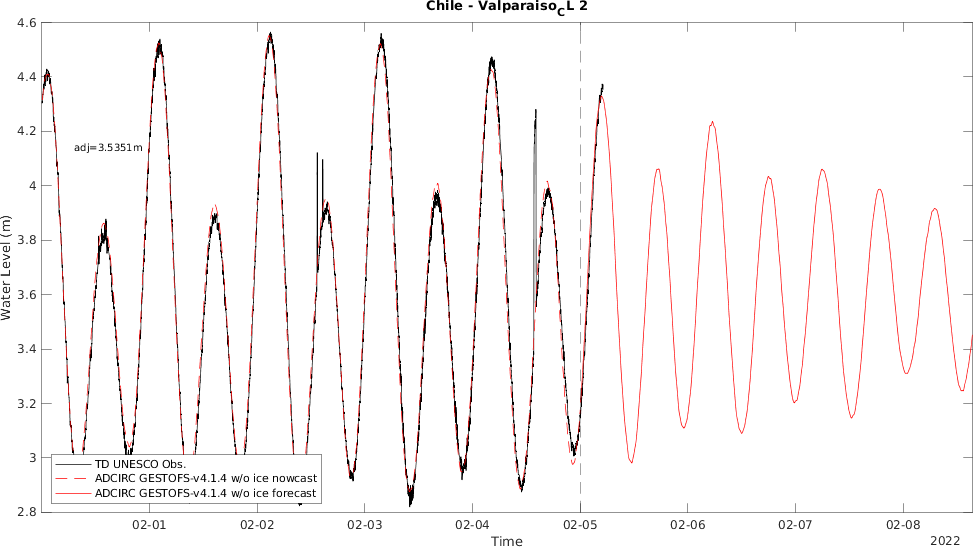 Chile - Valparaiso_CL 2
4.6
4.4
4.2
4
3.8
3.6
3.4
3.2
3
2.8
Water Level (m)
adj=3.5351m
TD UNESCO Obs.
ADCIRC GESTOFS-v4.1.4 w/o ice nowcast
ADCIRC GESTOFS-v4.1.4 w/o ice forecast
02-01 02-02 02-03 02-04 02-05 02-06 02-07 02-08
Time
2022